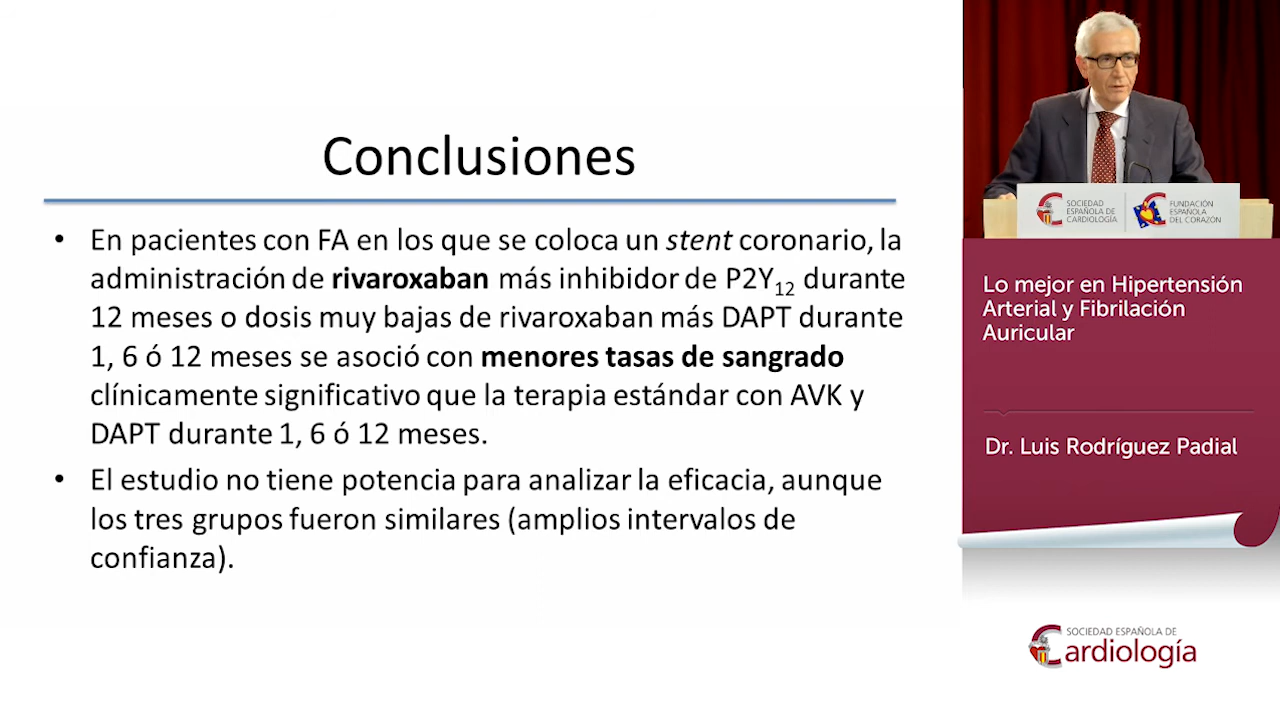 Conclusiones
• En pacientes con FA en los que se coloca un stent coronario, la
administración de rivaroxaban más inhibidor de P2Y12 durante
12 meses o dosis muy bajas de rivaroxaban más DAPT durante
1, 6 ó 12 meses se asoció con menores tasas de sangrado
clínicamente significativo que la terapia estándar con AVK y
DAPT durante 1, 6 ó 12 meses.
• El estudio no tiene potencia para analizar la eficacia, aunque
los tres grupos fueron similares (amplios intervalos de
confianza).
SOCIEDAD
ESPAÑOLA DE
CARDIOLOGÍA
FUNDACIÓN
ESPAÑOLA
DEL CORAZÓN
Lo mejor en Hipertensión
Arterial y Fibrilación
Auricular
Dr. Luis Rodríguez Padial
SOCIEDAD ESPAÑOLA DE
Cardiología